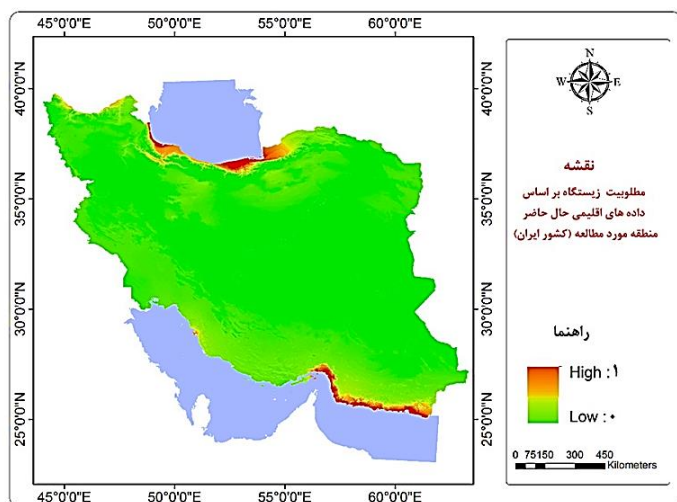 45°0'0"E 50°0'0"E 55°0'0"E 60°0'0"E
40°0'0"N
35°0'0"N
30°0'0"N
25°0'0"N
40°0'0"N
35°0'0"N
30°0'0"N
25°0'0"N
45°0'0"E 50°0'0"E 55°0'0"E 60°0'0"E
N
W E
S
نقشه
مطلوبیت زیستگاه بر اساس
داده های اقلیمی حال حاضر
منطقه مورد مطالعه (کشور ایران)
راهنما
High : ۱
Low : ۰
0 75 150 300 450
Kilometers